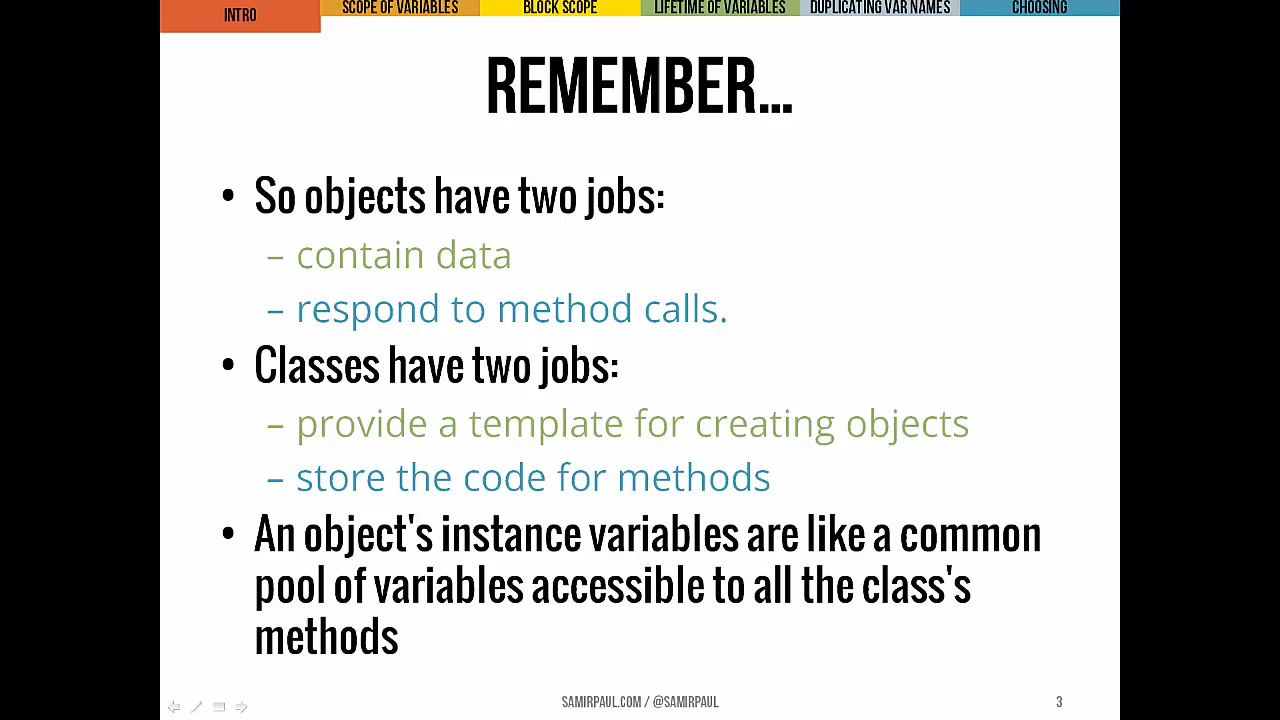 INTRO
SCOPE OF VARIABLES
BLOCK SCOPE
LIFETIME OF VARIABLES
DUPLICATING VAR NAMES
CHOOSING
REMEMBER...
• So objects have two jobs:
– contain data
– respond to method calls.
• Classes have two jobs:
– provide a template for creating objects
– store the code for methods
• An object's instance variables are like a common
pool of variables accessible to all the class's
methods
SAMIRPAUL.COM / @SAMIRPAUL
3